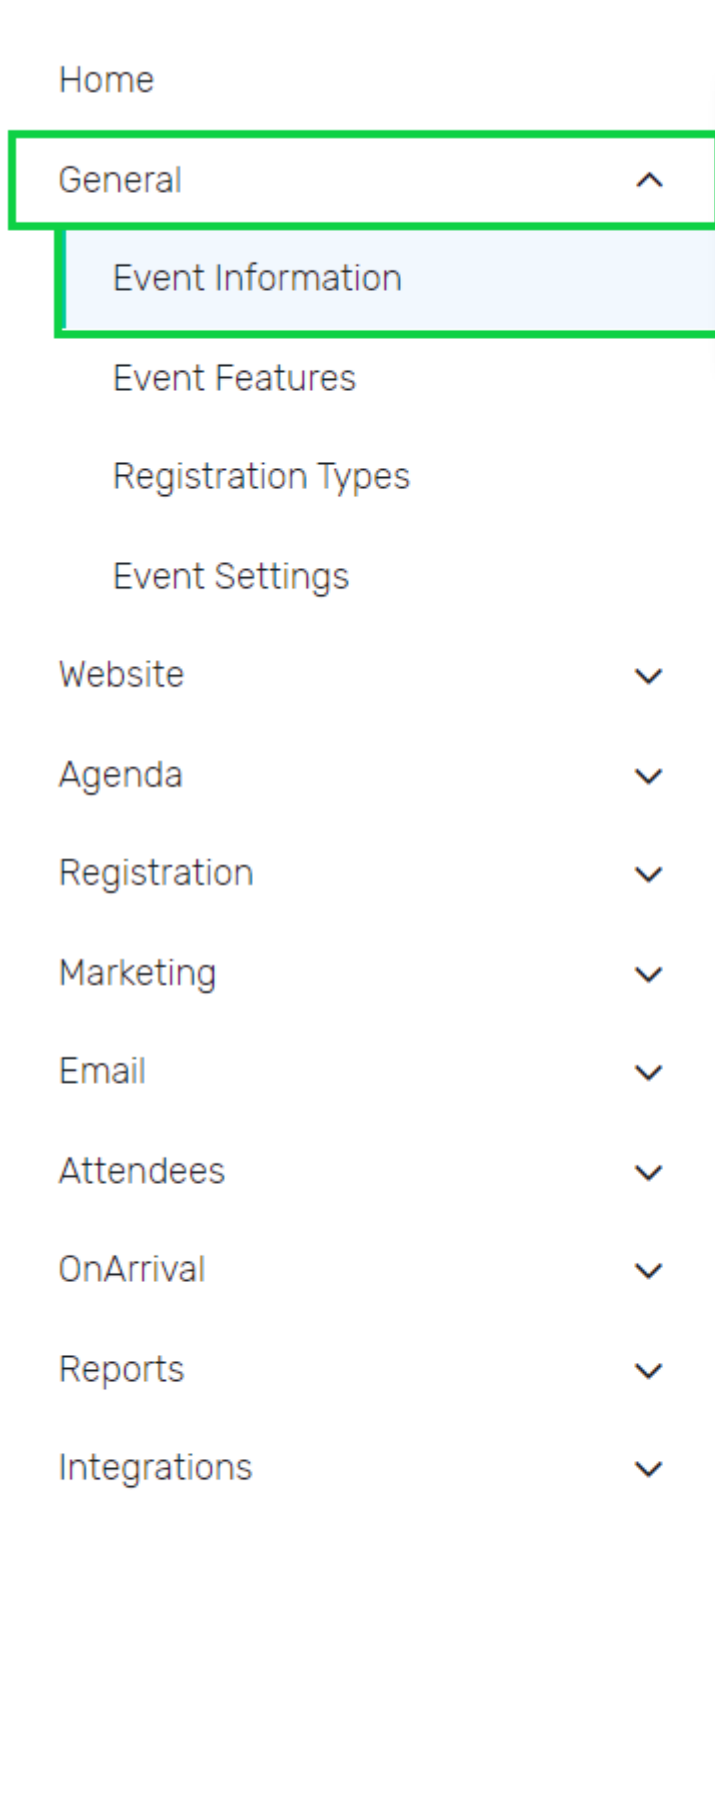 Home
General
Event Information
Event Features
Registration Types
Event Settings
Website
Agenda
Registration
Marketing
Email
Attendees
OnArrival
Reports
Integrations